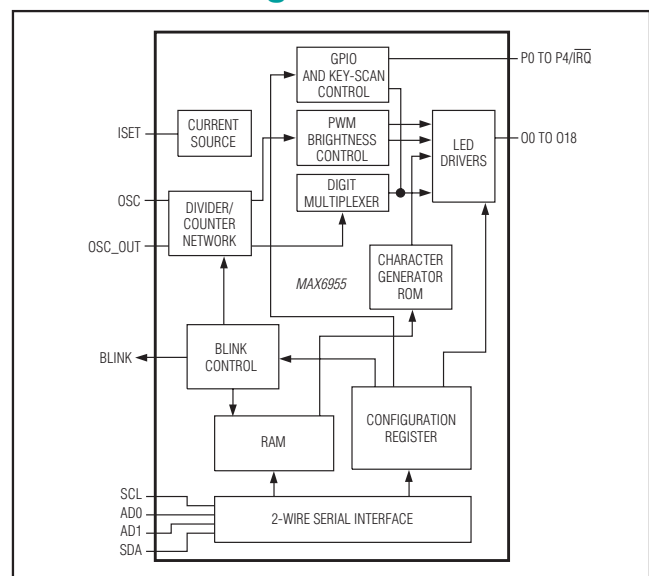 GPIO
AND KEY-SCAN
CONTROL
P0 TO P4/IRQ
ISET
CURRENT
SOURCE
PWM
BRIGHTNESS
CONTROL
LED
DRIVERS
O0 TO O18
OSC
DIVIDER/
COUNTER
NETWORK
DIGIT
MULTIPLEXER
OSC_OUT
MAX6955
CHARACTER
GENERATOR
ROM
BLINK
BLINK
CONTROL
RAM
CONFIGURATION
REGISTER
SCL
AD0
AD1
SDA
2-WIRE SERIAL INTERFACE